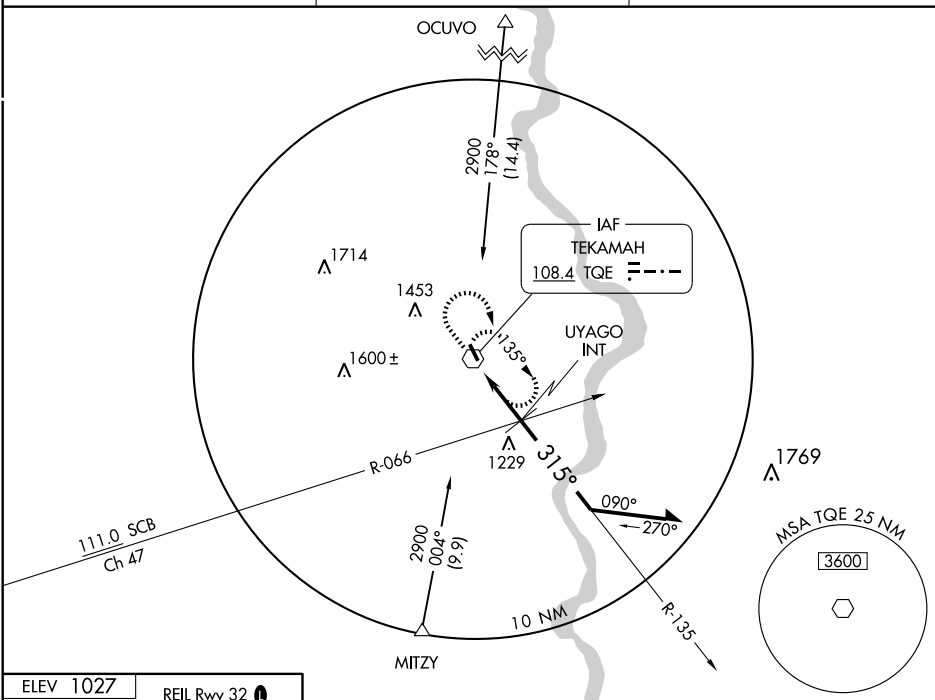 OCUVO
2900
178°
(14.4)
IAF
TEKAMAH
108.4 TQE
1714
1453
UYAGO
INT
135°
1600 ±
1229
R-066
315°
1769
090°
270°
111.0 SCB
Ch 47
2900
004°
(9.9)
MSA TQE 25 NM
3600
10 NM
R-135
MITZY
ELEV 1027
REIL Rwy 32 L